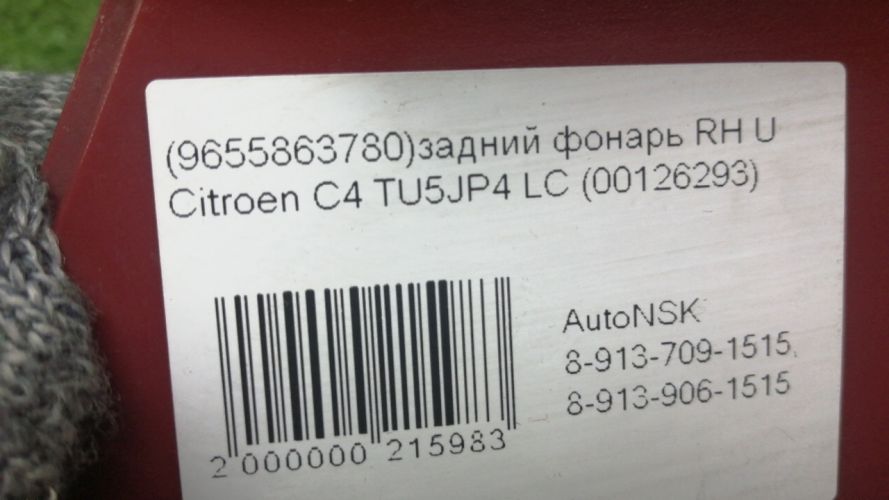 (9655863780)задний фонарь RH U
Citroen C4 TU5JP4 LC (00126293)
AutoNSK
8-913-709-1515,
8-913-906-1515
2 000000 215983